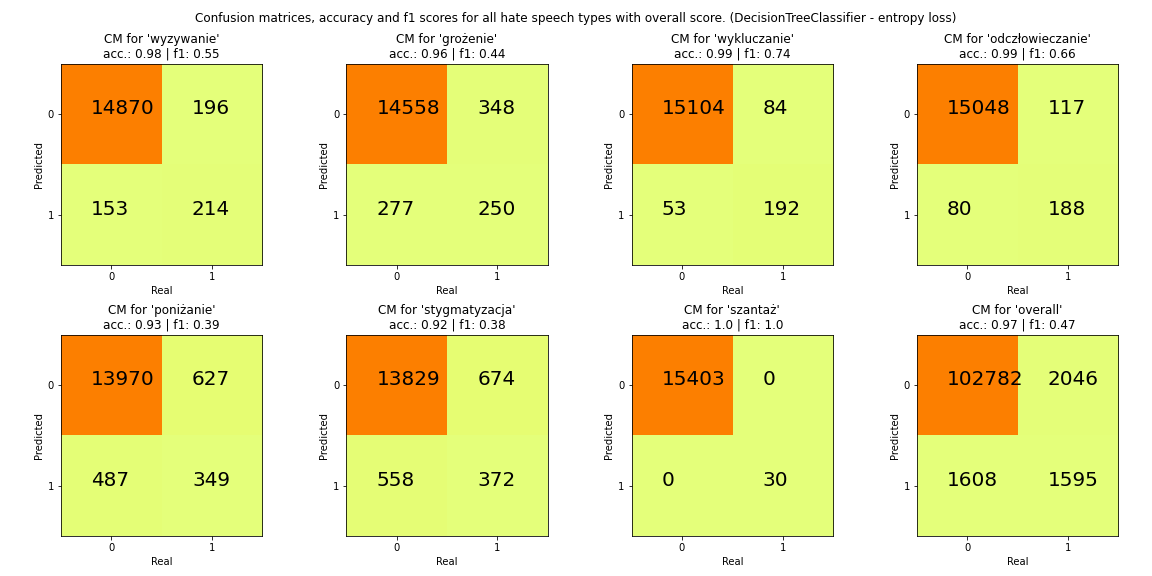 Confusion matrices, accuracy and f1 scores for all hate speech types with overall score. (DecisionTreeClassifier - entropy loss)
CM for 'wyzywanie'
acc.: 0.98 | f1: 0.55
0
14870
196
1
153
214
Predicted
0
1
Real
CM for 'grożenie'
acc.: 0.96 | f1: 0.44
0
14558
348
1
277
250
Predicted
0
1
Real
CM for 'wykluczanie'
acc.: 0.99 | f1: 0.74
0
15104
84
1
53
192
Predicted
0
1
Real
CM for 'odczłowieczanie'
acc.: 0.99 | f1: 0.66
0
15048
117
1
80
188
Predicted
0
1
Real
CM for 'poniżanie'
acc.: 0.93 | f1: 0.39
0
13970
627
1
487
349
Predicted
0
1
Real
CM for 'stygmatyzacja'
acc.: 0.92 | f1: 0.38
0
13829
674
1
558
372
Predicted
0
1
Real
CM for 'szantaż'
acc.: 1.0 | f1: 1.0
0
15403
0
1
0
30
Predicted
0
1
Real
CM for 'overall'
acc.: 0.97 | f1: 0.47
0
102782
2046
1
1608
1595
Predicted
0
1
Real